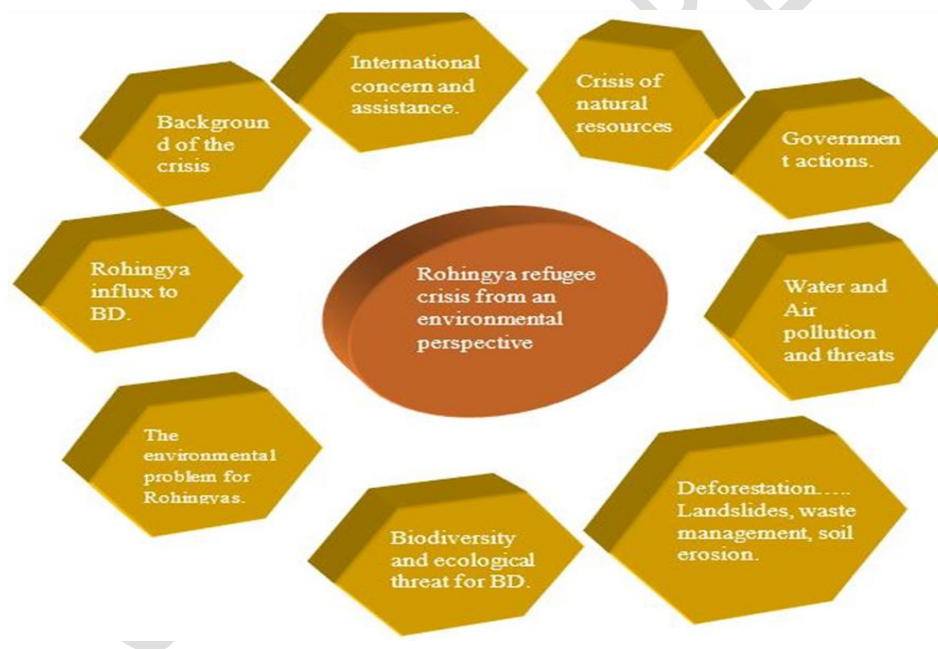 International
concern and
assistance.
Crisis of
natural
resources
Governmen
t actions.
Water and
Air
pollution
and threats
Deforestation.....
Landslides, waste
management, soil
erosion.
Biodiversity
and ecological
threat for BD.
The
environmental
problem for
Rohingyas.
Rohingya
influx to
BD.
Backgroun
d of the
crisis
Rohingya refugee
crisis from an
environmental
perspective